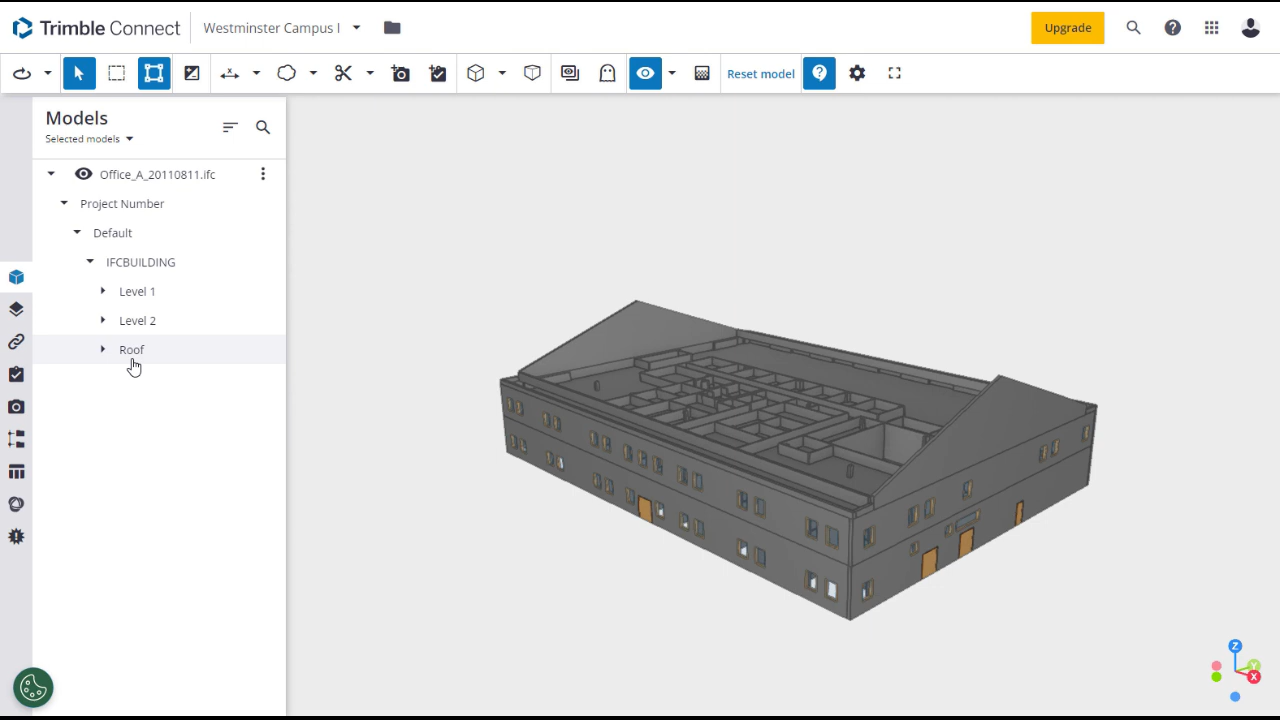 Trimble Connect
Westminster Campus I
Upgrade
Reset model
Models
Selected models
Office_A_20110811.ifc
Project Number
Default
IFCBUILDING
Level 1
Level 2
Roof
Z
Y
X